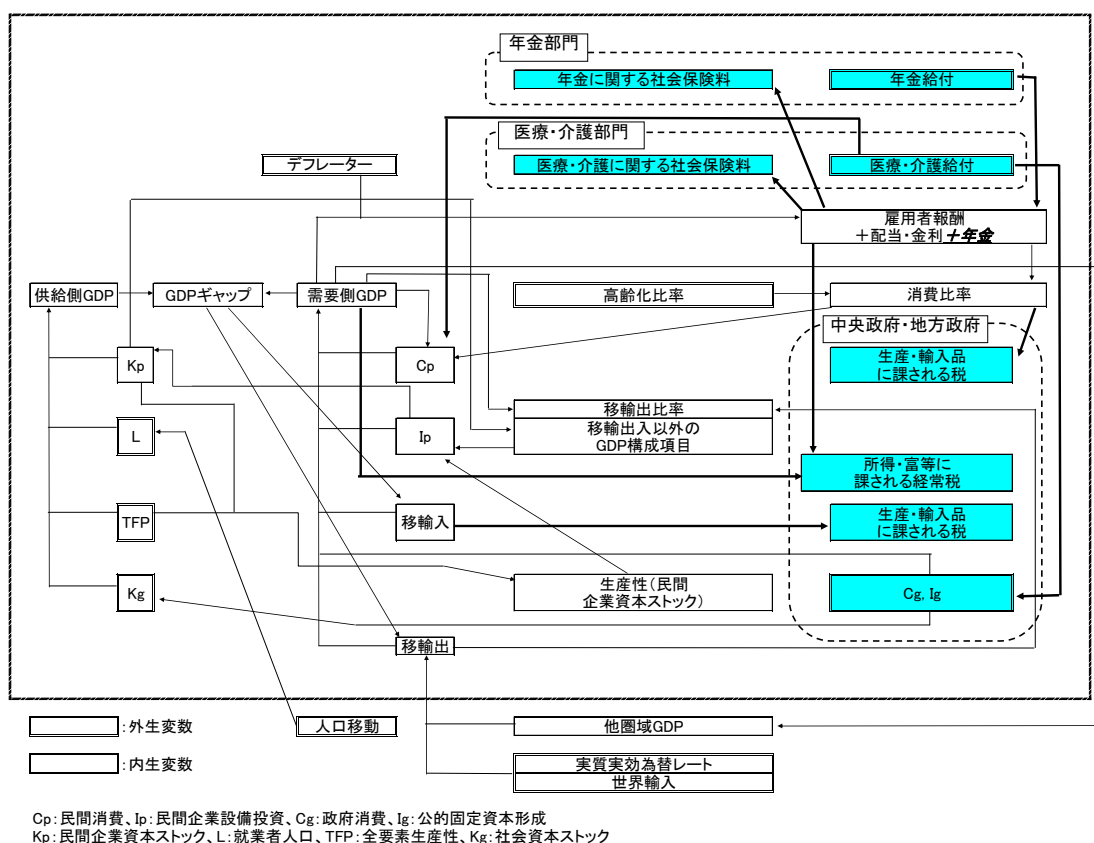 年金部門
年金に関する社会保険料
年金給付
医療・介護部門
デフレーター
医療・介護に関する社会保険料
医療・介護給付
雇用者報酬
＋配当・金利＋年金
供給側GDP
GDPギャップ
需要側GDP
高齢化比率
消費比率
中央政府・地方政府
Kp
Cp
生産・輸入品
に課される税
移輸出比率
移輸出入以外の
GDP構成項目
L
Ip
所得・富等に
課される経常税
TFP
移輸入
生産・輸入品
に課される税
Kg
生産性（民間
企業資本ストック）
Cg, Ig
移輸出
：外生変数
人口移動
他圏域GDP
：内生変数
実質実効為替レート
世界輸入
Cp：民間消費、Ip：民間企業設備投資、Cg：政府消費、Ig：公的固定資本形成
Kp：民間企業資本ストック、L：就業者人口、TFP：全要素生産性、Kg：社会資本ストック